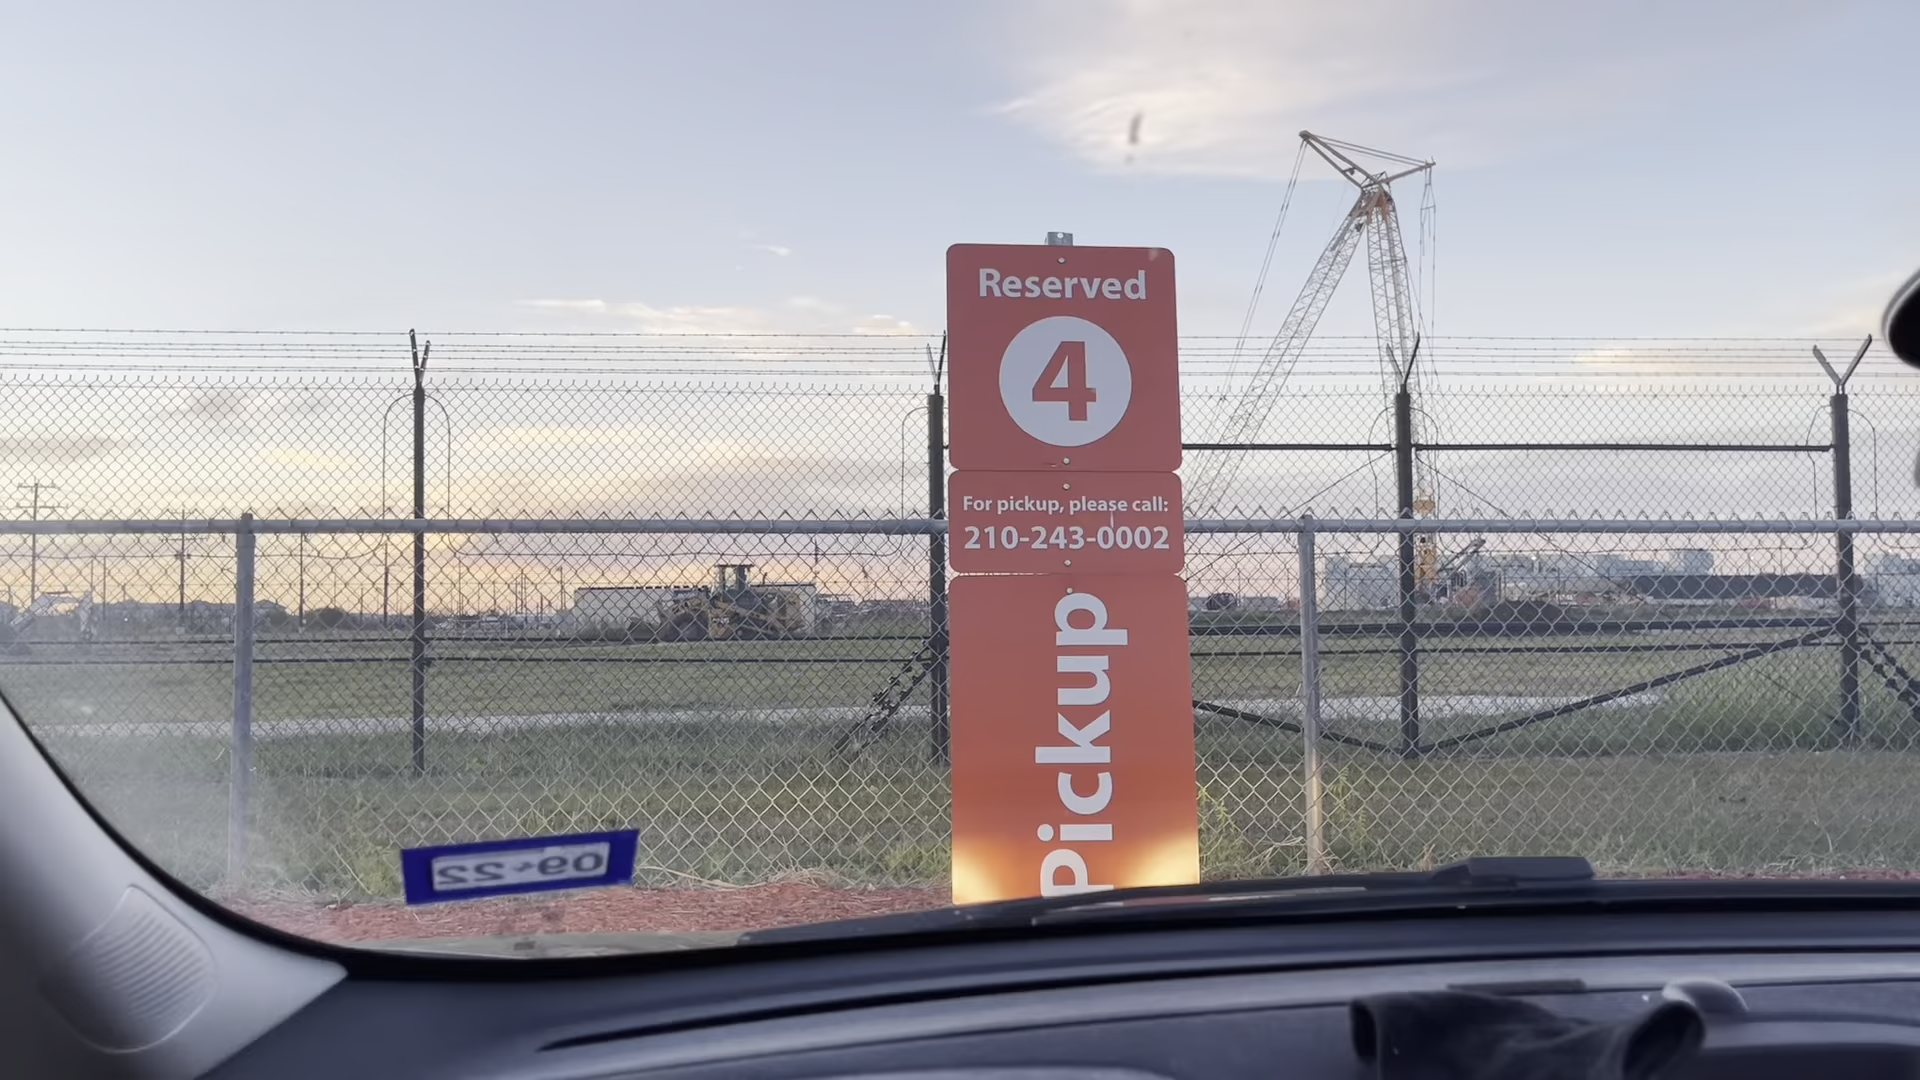 Reserved
4
For pickup, please call:
210-243-0002
Pickup
09-22